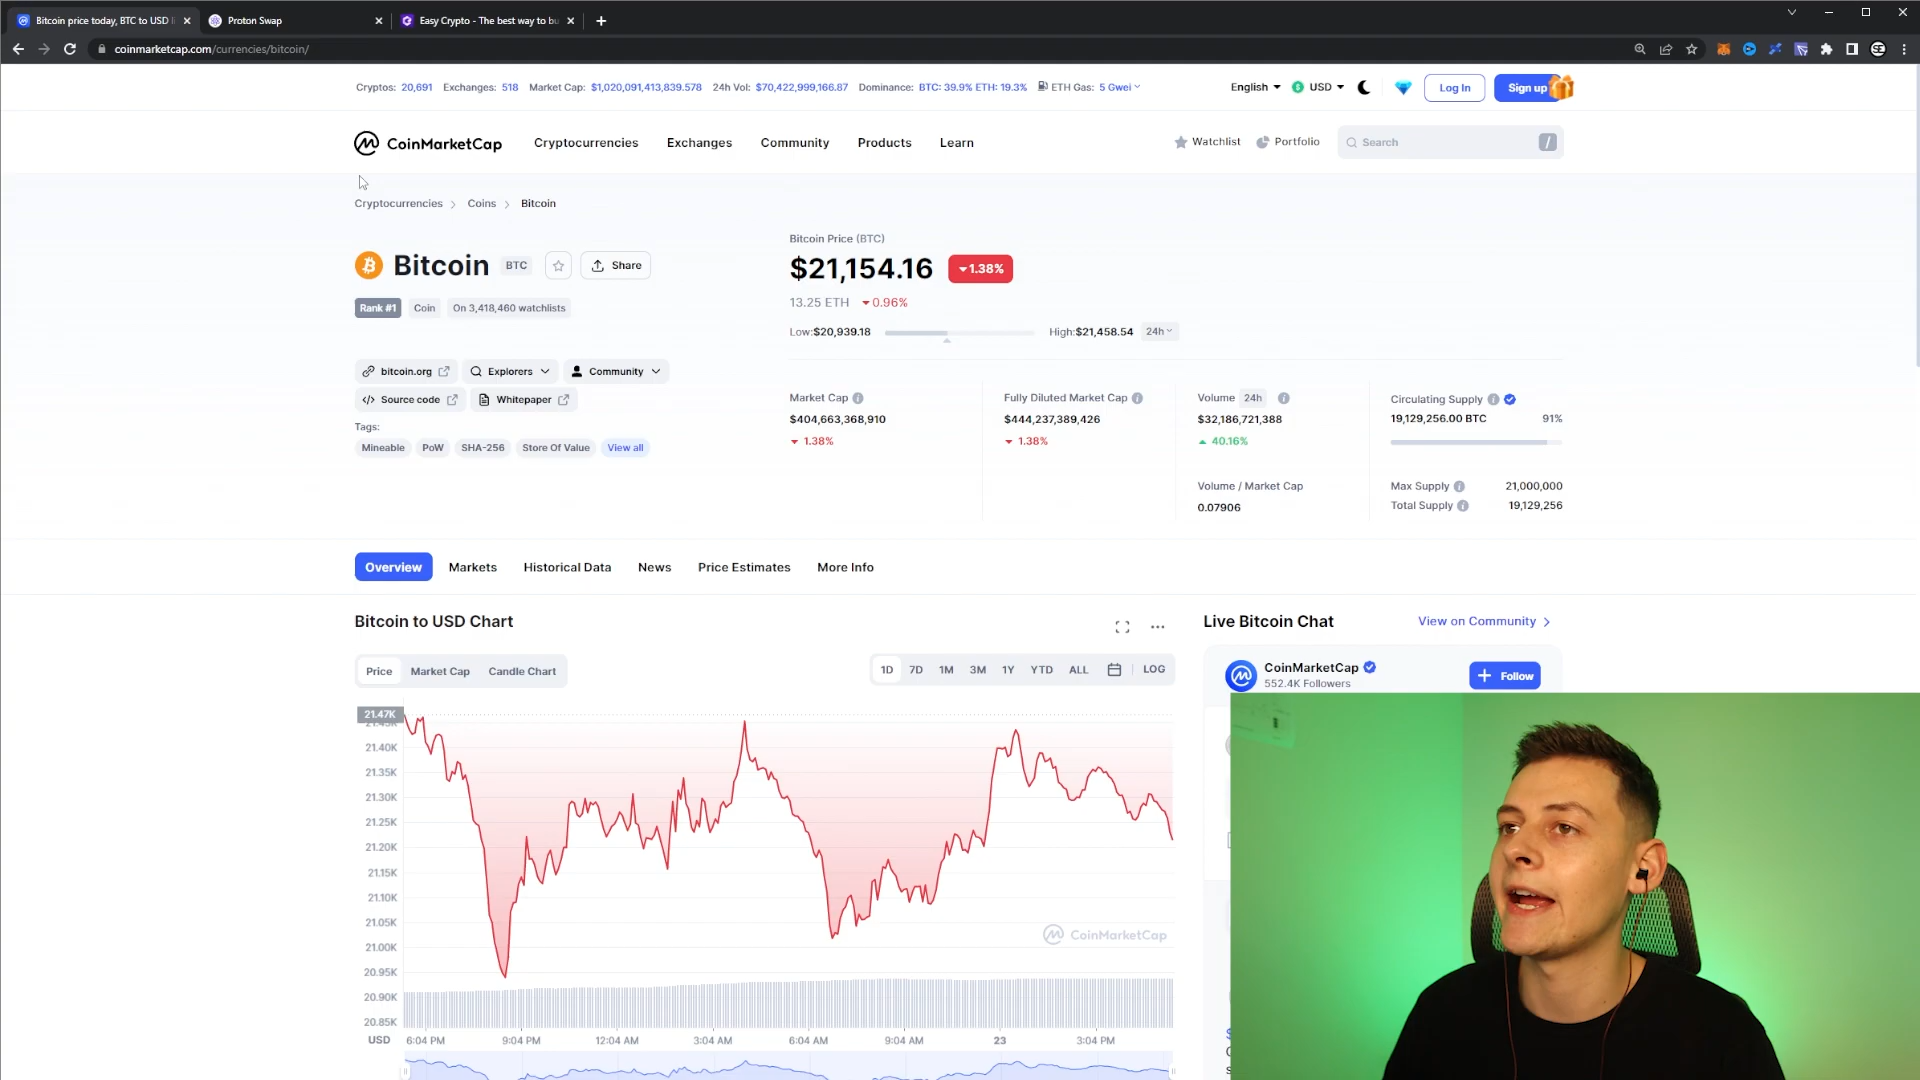 Bitcoin price today, BTC to USD li
Proton Swap
Easy Crypto - The best way to bu
coinmarketcap.com/currencies/bitcoin/
Cryptos: 20,691 Exchanges: 518 Market Cap: $1,020,091,413,839.578 24h Vol: $70,422,999,166.87 Dominance: BTC: 39.9% ETH: 19.3% ETH Gas: 5 Gwei
English USD Log In Sign up
CoinMarketCap Cryptocurrencies Exchanges Community Products Learn
Watchlist Portfolio Search /
Cryptocurrencies Coins Bitcoin
Bitcoin BTC Share
Rank #1 Coin On 3,418,460 watchlists
bitcoin.org Explorers Community
Source code Whitepaper
Tags:
Mineable PoW SHA-256 Store Of Value View all
Bitcoin Price (BTC)
$21,154.16 1.38%
13.25 ETH 0.96%
Low:$20,939.18 High:$21,458.54 24h
Market Cap
$404,663,368,910
1.38%
Fully Diluted Market Cap
$444,237,389,426
1.38%
Volume 24h
$32,186,721,388
40.16%
Volume / Market Cap
0.07906
Circulating Supply
19,129,256.00 BTC 91%
Max Supply 21,000,000
Total Supply 19,129,256
Overview Markets Historical Data News Price Estimates More Info
Bitcoin to USD Chart
Price Market Cap Candle Chart
1D 7D 1M 3M 1Y YTD ALL LOG
21.47K
21.40K
21.35K
21.30K
21.25K
21.20K
21.15K
21.10K
21.05K
21.00K
20.95K
20.90K
20.85K
CoinMarketCap
USD 6:04 PM 9:04 PM 12:04 AM 3:04 AM 6:04 AM 9:04 AM 23 3:04 PM
Live Bitcoin Chat View on Community
CoinMarketCap
552.4K Followers
Follow